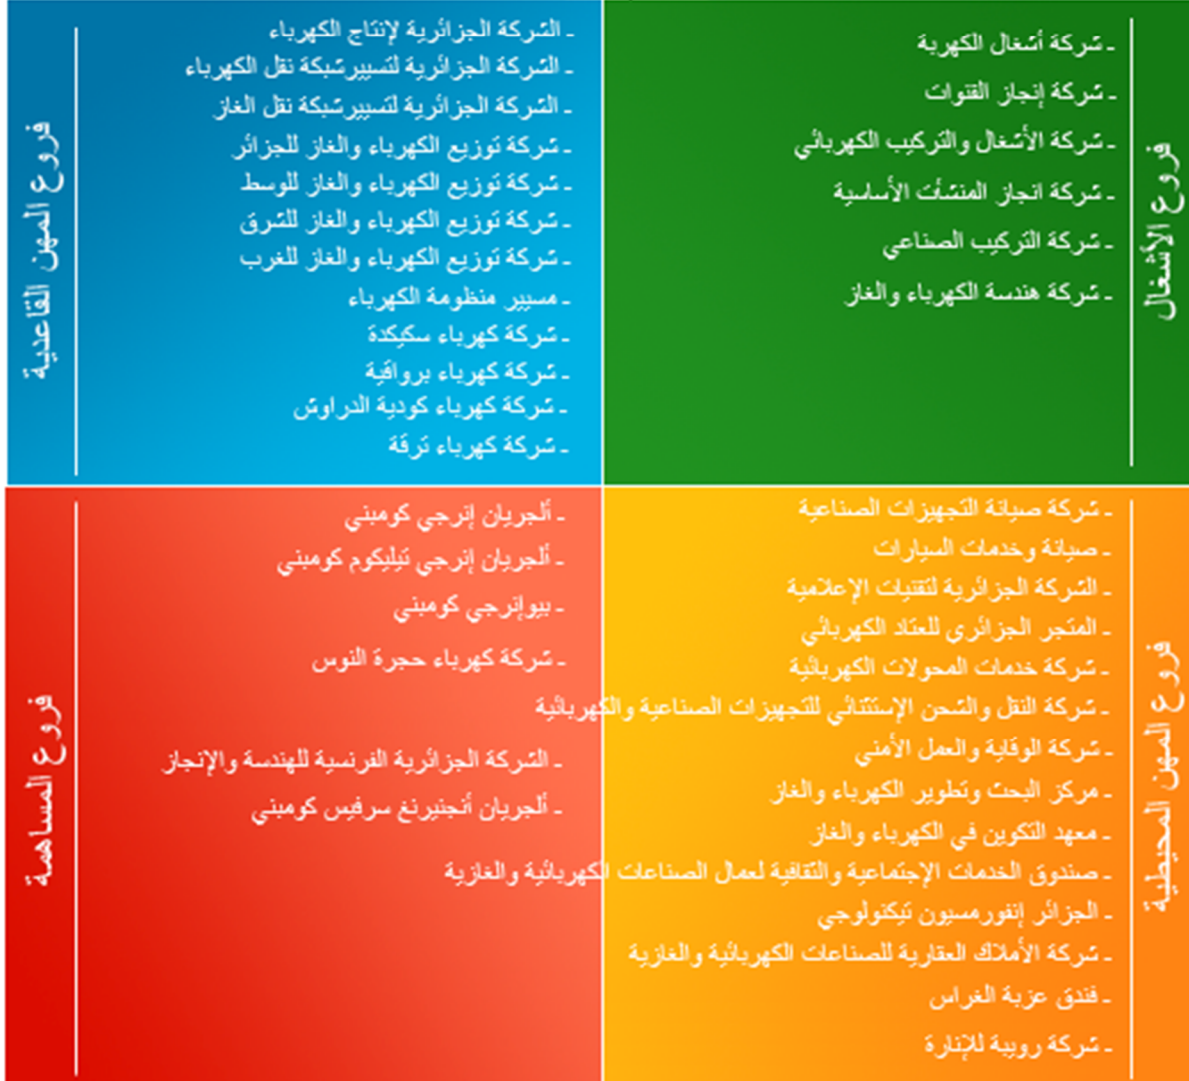 فروع الأشغال
- شركة أشغال الكهربة
- شركة إنجاز القنوات
- شركة الأشغال والتركيب الكهربائي
- شركة انجاز المنشأت الأساسية
- شركة التركيب الصناعي
- شركة هندسة الكهرباء والغاز
فروع المهن القاعدية
- الشركة الجزائرية لإنتاج الكهرباء
- الشركة الجزائرية لتسييرشبكة نقل الكهرباء
- الشركة الجزائرية لتسييرشبكة نقل الغاز
- شركة توزيع الكهرباء والغاز للجزائر
- شركة توزيع الكهرباء والغاز للوسط
- شركة توزيع الكهرباء والغاز للشرق
- شركة توزيع الكهرباء والغاز للغرب
- مسيير منظومة الكهرباء
- شركة كهرباء سكيكدة
- شركة كهرباء برواقية
- شركة كهرباء كودية الدراوش
- شركة كهرباء ترقة
فروع المهن المحيطية
- شركة صيانة التجهيزات الصناعية
- صيانة وخدمات السيارات
- الشركة الجزائرية لتقنيات الإعلامية
- المتجر الجزائري للعتاد الكهربائي
- شركة خدمات المحولات الكهربائية
- شركة النقل والشحن الإستثنائي للتجهيزات الصناعية والكهربائية
- شركة الوقاية والعمل الأمني
- مركز البحث وتطوير الكهرباء والغاز
- معهد التكوين في الكهرباء والغاز
- صندوق الخدمات الإجتماعية والثقافية لعمال الصناعات الكهربائية والغازية
- الجزائر إنفورمسيون تيكنولوجي
- شركة الأملاك العقارية للصناعات الكهربائية والغازية
- فندق عزبة الغراس
- شركة رويبة للإنارة
فروع المساهمة
- ألجريان إنرجي كومبني
- ألجريان إنرجي تيليكوم كومبني
- بيوإنرجي كومبني
- شركة كهرباء حجرة النوس
- الشركة الجزائرية الفرنسية للهندسة والإنجاز
- ألجريان أنجنيرنغ سرفيس كومبني